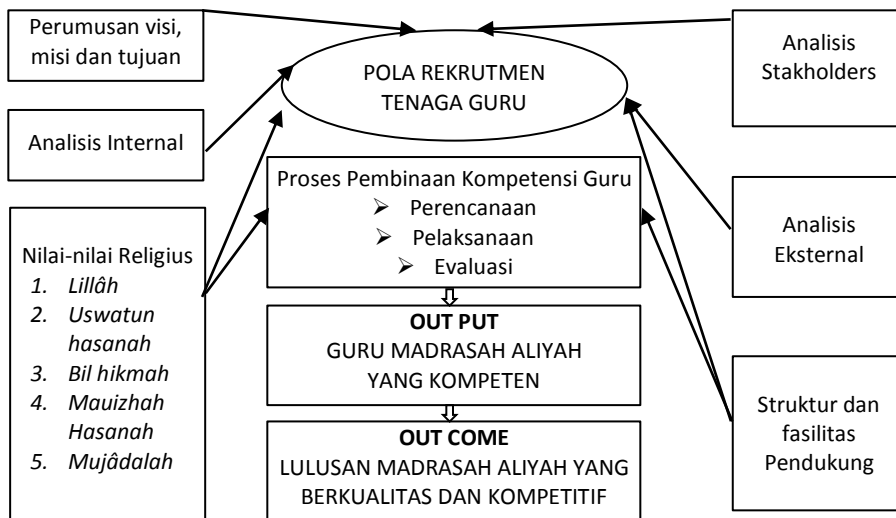 Perumusan visi,
misi dan tujuan
Analisis Internal
Nilai-nilai Religius
1. Lillâh
2. Uswatun
hasanah
3. Bil hikmah
4. Mauizhah
Hasanah
5. Mujâdalah
POLA REKRUTMEN
TENAGA GURU
Proses Pembinaan Kompetensi Guru
➢ Perencanaan
➢ Pelaksanaan
➢ Evaluasi
OUT PUT
GURU MADRASAH ALIYAH
YANG KOMPETEN
OUT COME
LULUSAN MADRASAH ALIYAH YANG
BERKUALITAS DAN KOMPETITIF
Analisis
Stakholders
Analisis
Eksternal
Struktur dan
fasilitas
Pendukung